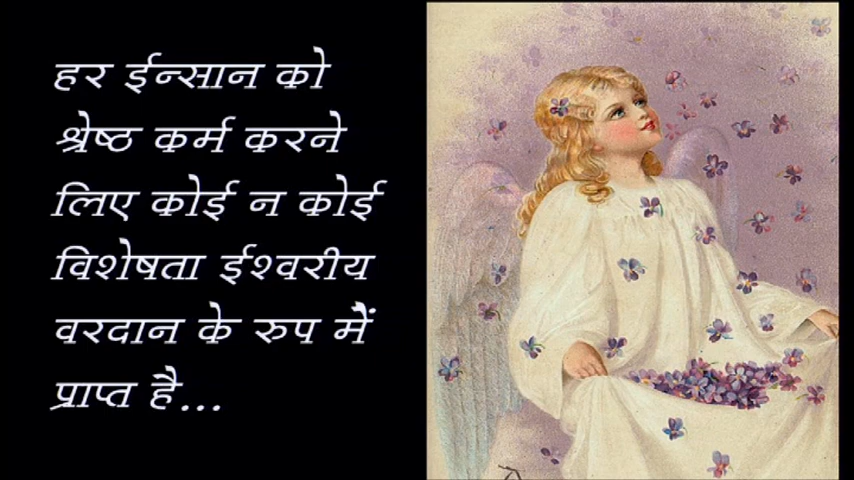 हर ईन्सान को
श्रेष्ठ कर्म करने
लिए कोई न कोई
विशेषता ईश्वरीय
वरदान के रुप में
प्राप्त है...